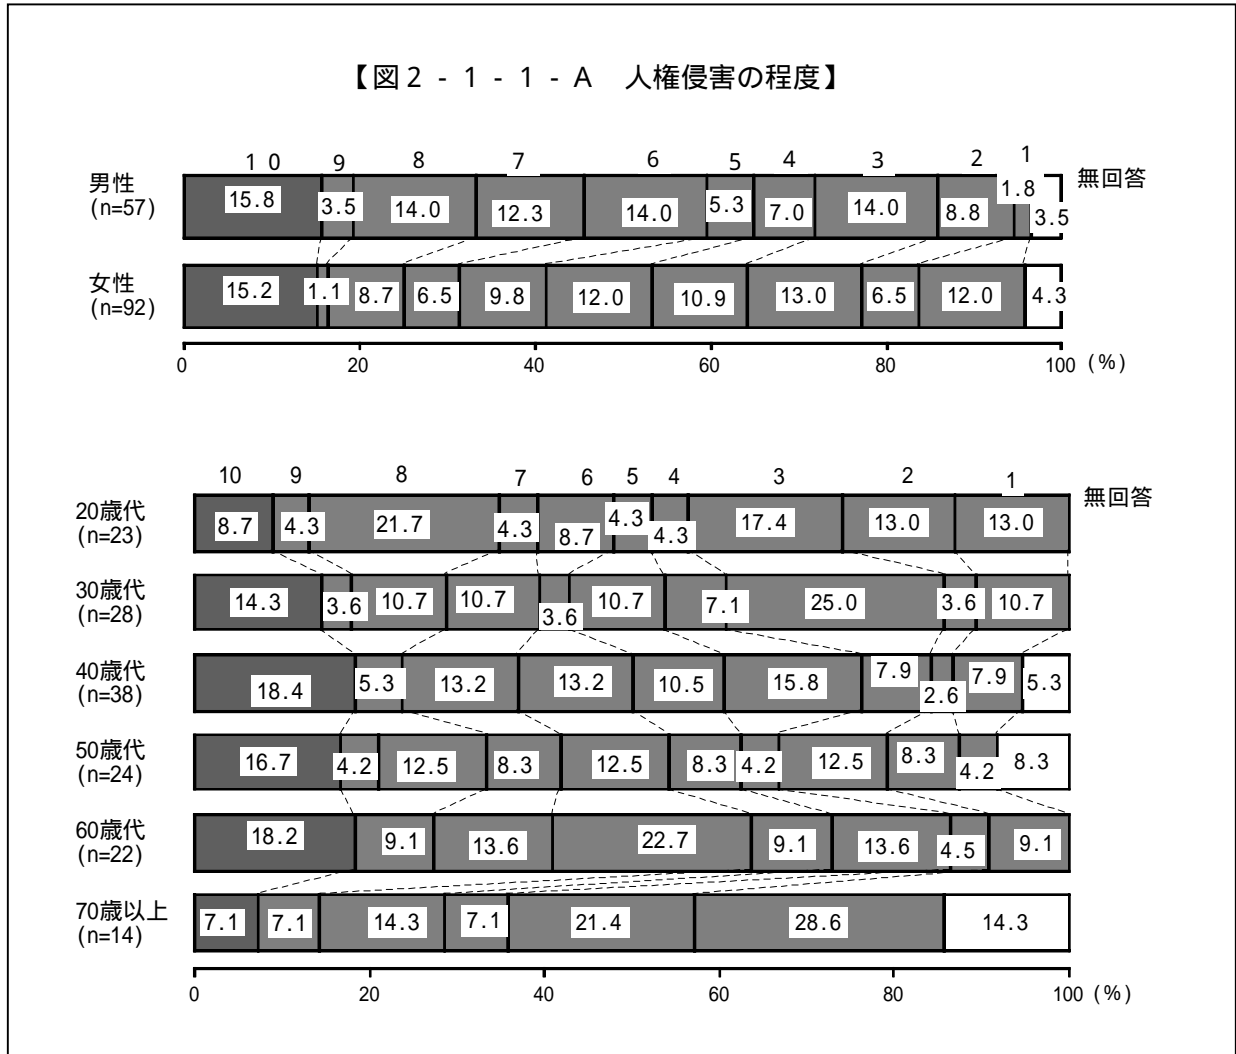 【図2-1-1-A　人権侵害の程度】
10 9 8 7 6 5 4 3 2 1 無回答
男性 (n=57) 15.8 3.5 14.0 12.3 14.0 5.3 7.0 14.0 8.8 1.8 3.5
女性 (n=92) 15.2 1.1 8.7 6.5 9.8 12.0 10.9 13.0 6.5 12.0 4.3
0 20 40 60 80 100 (%)
10 9 8 7 6 5 4 3 2 1 無回答
20歳代 (n=23) 8.7 4.3 21.7 4.3 8.7 4.3 4.3 17.4 13.0 13.0
30歳代 (n=28) 14.3 3.6 10.7 10.7 3.6 10.7 7.1 25.0 3.6 10.7
40歳代 (n=38) 18.4 5.3 13.2 13.2 10.5 15.8 7.9 2.6 7.9 5.3
50歳代 (n=24) 16.7 4.2 12.5 8.3 12.5 8.3 4.2 12.5 8.3 4.2 8.3
60歳代 (n=22) 18.2 9.1 13.6 22.7 9.1 13.6 4.5 9.1
70歳以上 (n=14) 7.1 7.1 14.3 7.1 21.4 28.6 14.3
0 20 40 60 80 100 (%)